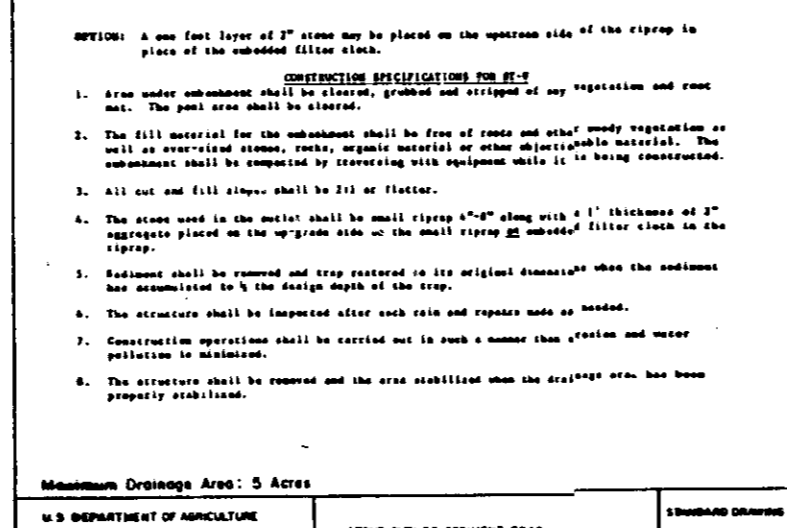 OPTION: A one foot layer of 2" stone may be placed on the upstream side of the riprap in
place of the embedded filter cloth.
CONSTRUCTION SPECIFICATIONS FOR ST-V
1. Area under embankment shall be cleared, grubbed and stripped of any vegetation and root
mat. The pool area shall be cleared.
2. The fill material for the embankment shall be free of roots and other woody vegetation as
well as over-sized stones, rocks, organic material or other objectionable material. The
embankment shall be compacted by traversing with equipment while it is being constructed.
3. All cut and fill slopes shall be 2:1 or flatter.
4. The stone used in the outlet shall be small riprap 4"-8" along with a 1' thickness of 2"
aggregate placed on the up-grade side on the small riprap or embedded filter cloth in the
riprap.
5. Sediment shall be removed and trap restored to its original dimensions when the sediment
has accumulated to ½ the design depth of the trap.
6. The structure shall be inspected after each rain and repairs made as needed.
7. Construction operations shall be carried out in such a manner than erosion and water
pollution is minimized.
8. The structure shall be removed and the area stabilized when the drainage area has been
properly stabilized.
Maximum Drainage Area: 5 Acres
U.S DEPARTMENT OF AGRICULTURE
STANDARD DRAWING